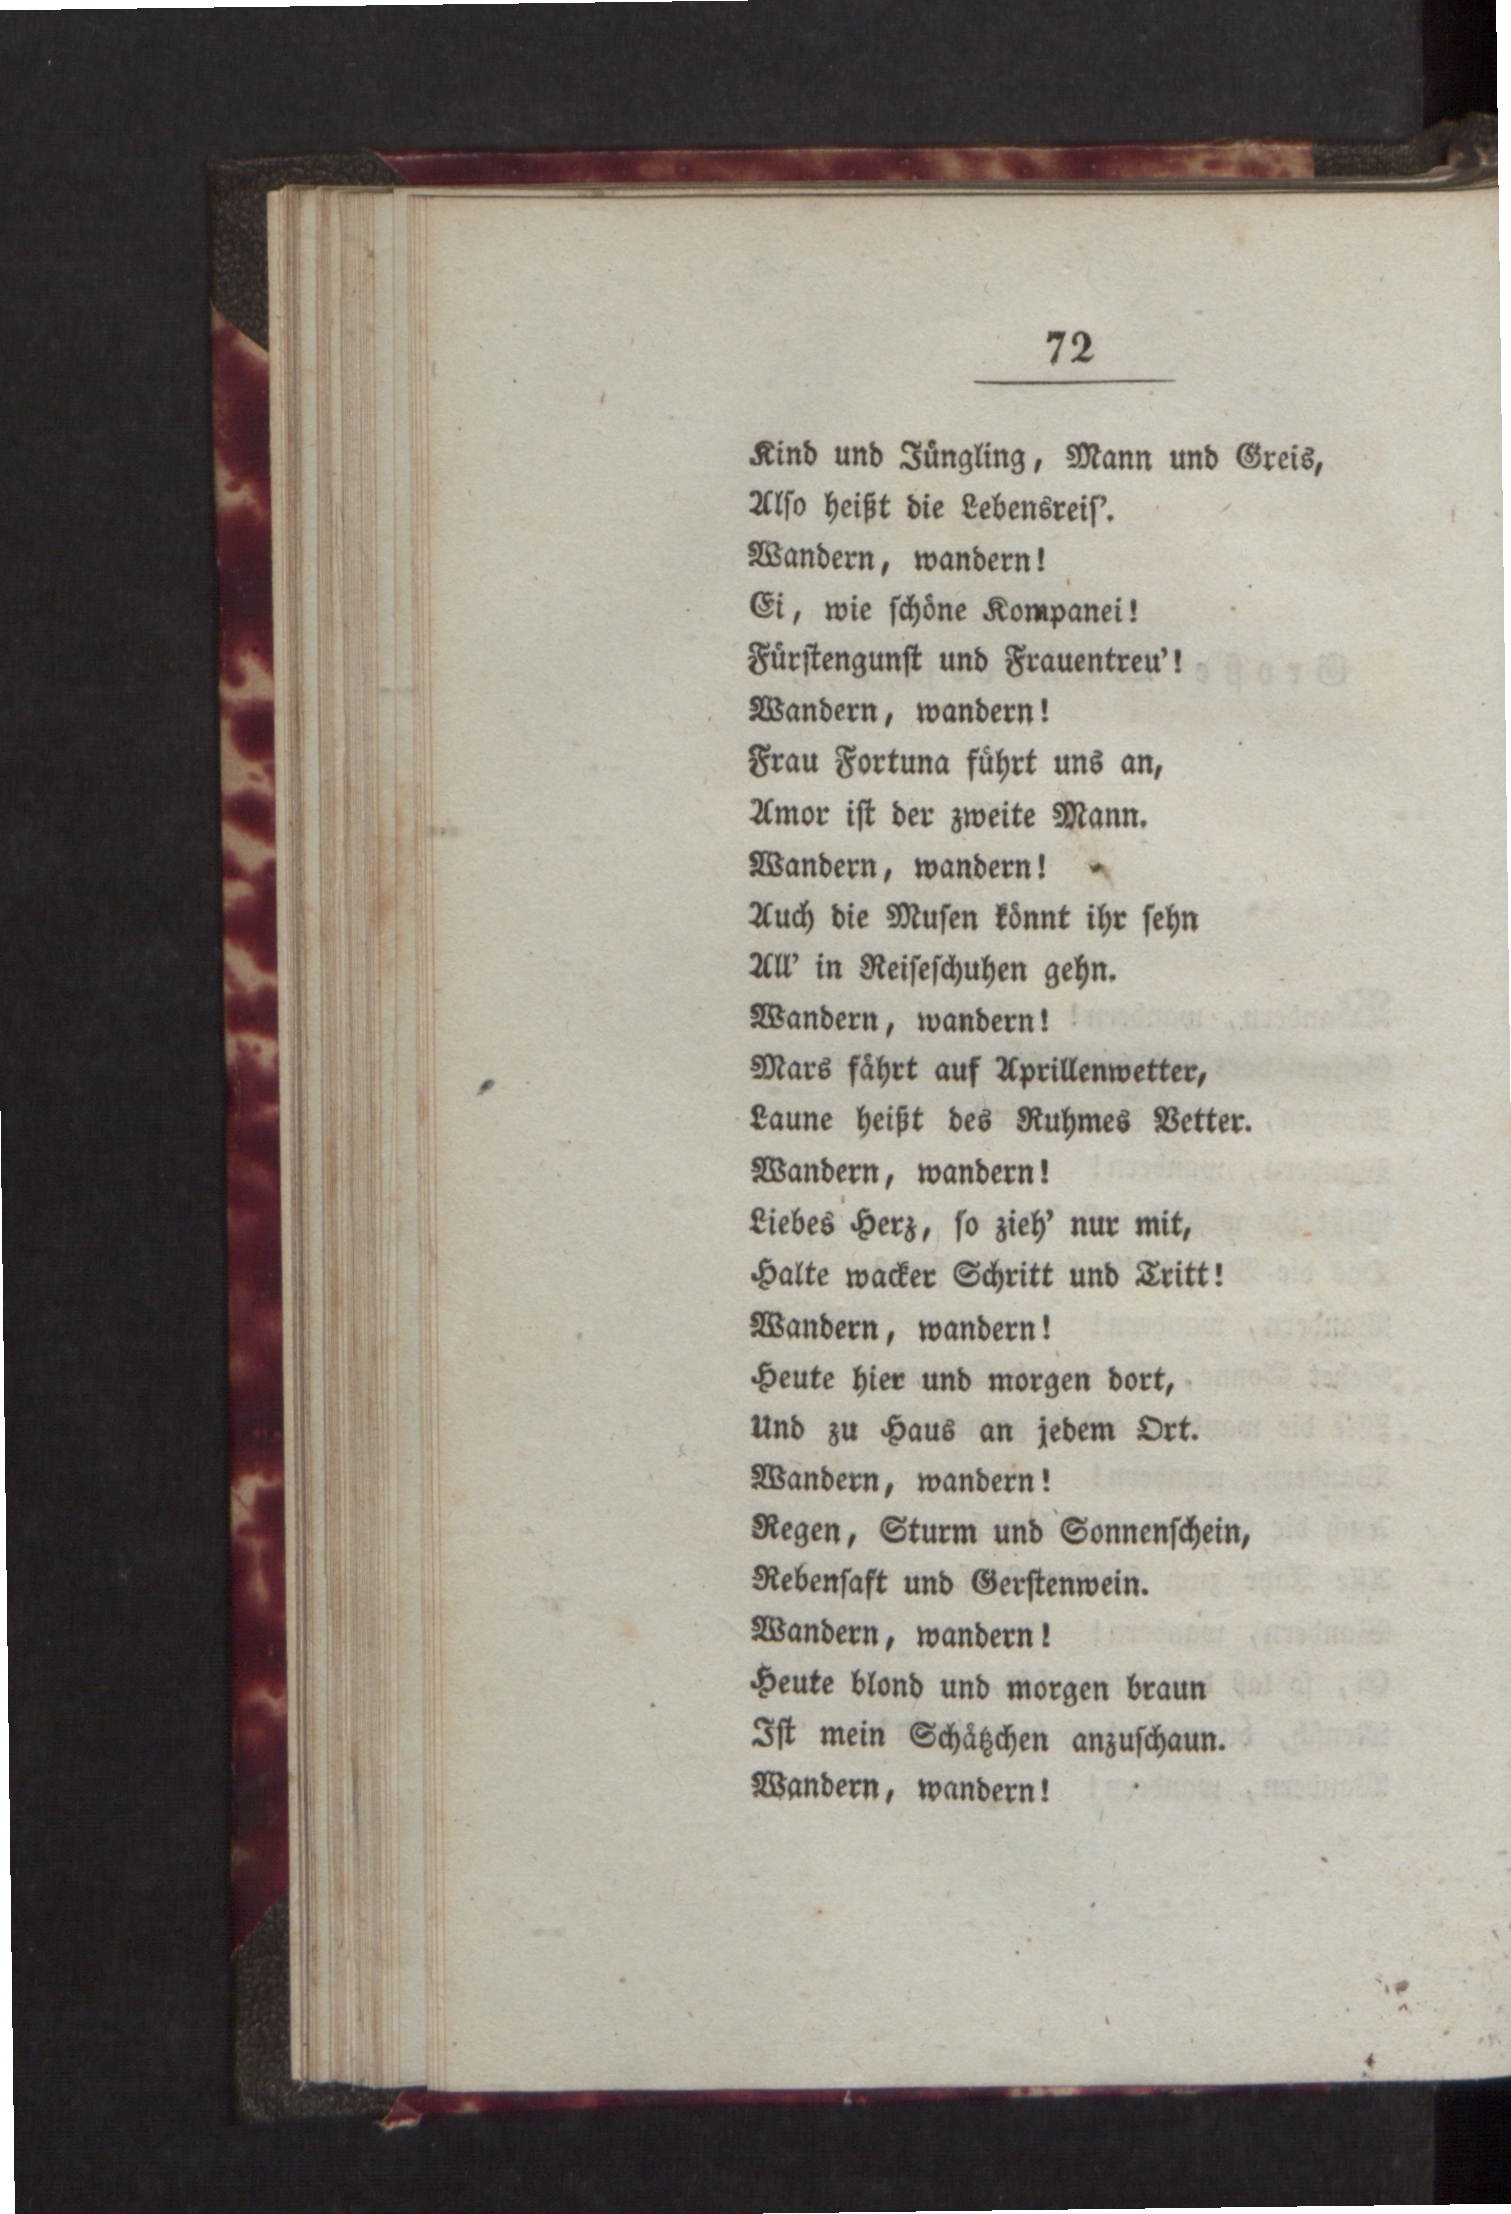 72
Kind und Jüngling, Mann und Greis,
Also heißt die Lebensreis'.
Wandern, wandern!
Ei, wie schöne Kompanei!
Fürstengunst und Frauentreu'!
Wandern, wandern!
Frau Fortuna führt uns an,
Amor ist der zweite Mann.
Wandern, wandern!
Auch die Musen könnt ihr sehn
All' in Reiseschuhen gehn.
Wandern, wandern!
Mars fährt auf Aprillenwetter,
Laune heißt des Ruhmes Vetter.
Wandern, wandern!
Liebes Herz, so zieh' nur mit,
Halte wacker Schritt und Tritt!
Wandern, wandern!
Heute hier und morgen dort,
Und zu Haus an jedem Ort.
Wandern, wandern!
Regen, Sturm und Sonnenschein,
Rebensaft und Gerstenwein.
Wandern, wandern!
Heute blond und morgen braun
Ist mein Schätzchen anzuschaun.
Wandern, wandern!